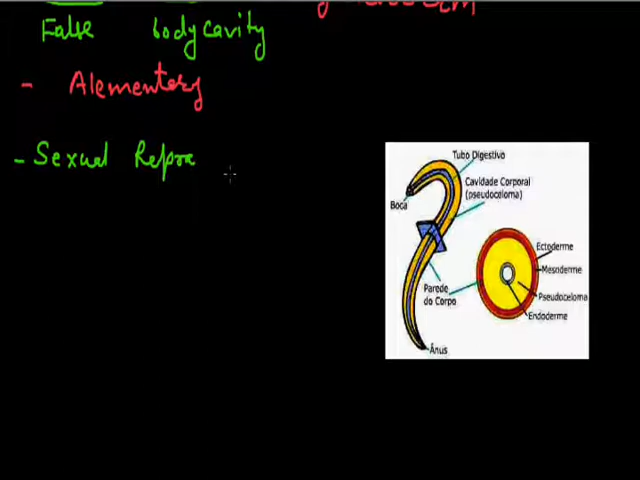 False bodycavity
- Alementery
- Sexual Repro
Tubo Digestivo
Cavidade Corporal
(pseudoceloma)
Boca
Parede
do Corpo
Ânus
Ectoderme
Mesoderme
Pseudoceloma
Endoderme